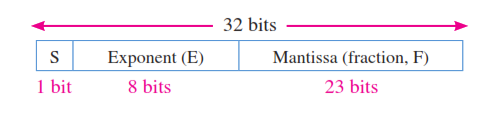 32 bits
S Exponent (E) Mantissa (fraction, F)
1 bit 8 bits 23 bits